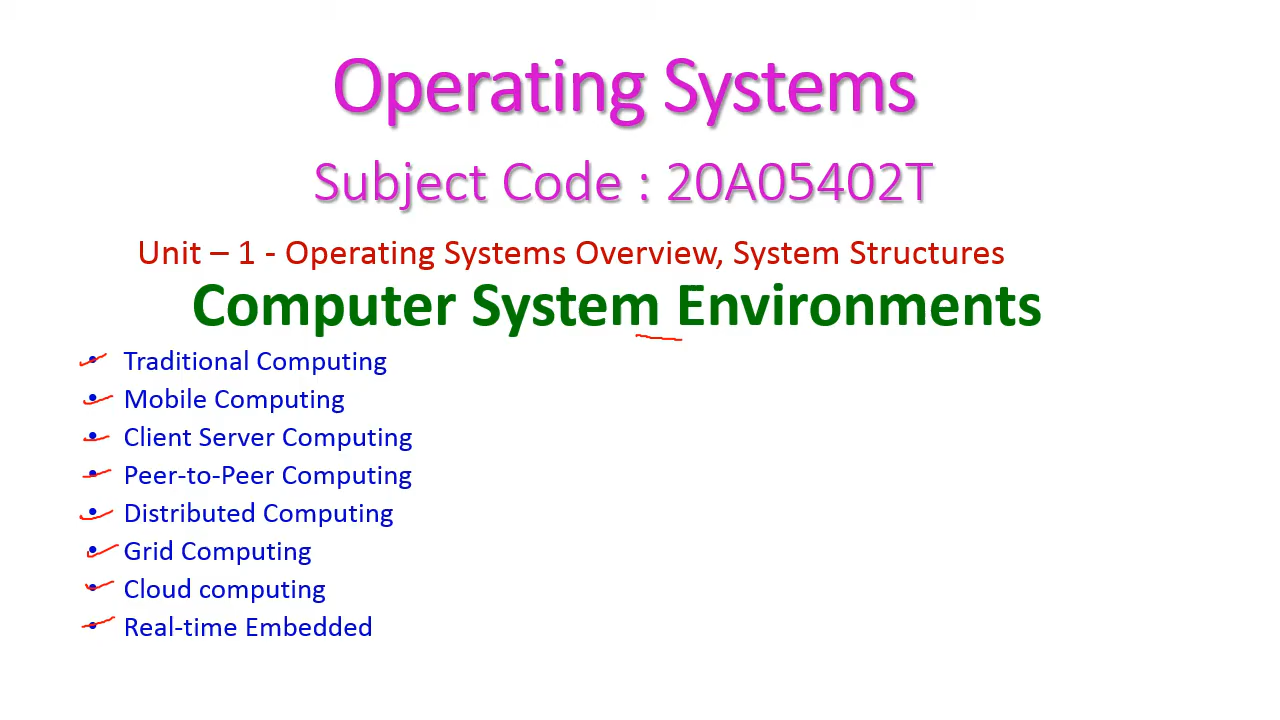 Operating Systems
Subject Code : 20A05402T
Unit – 1 - Operating Systems Overview, System Structures
Computer System Environments
• Traditional Computing
• Mobile Computing
• Client Server Computing
• Peer-to-Peer Computing
• Distributed Computing
• Grid Computing
• Cloud computing
• Real-time Embedded